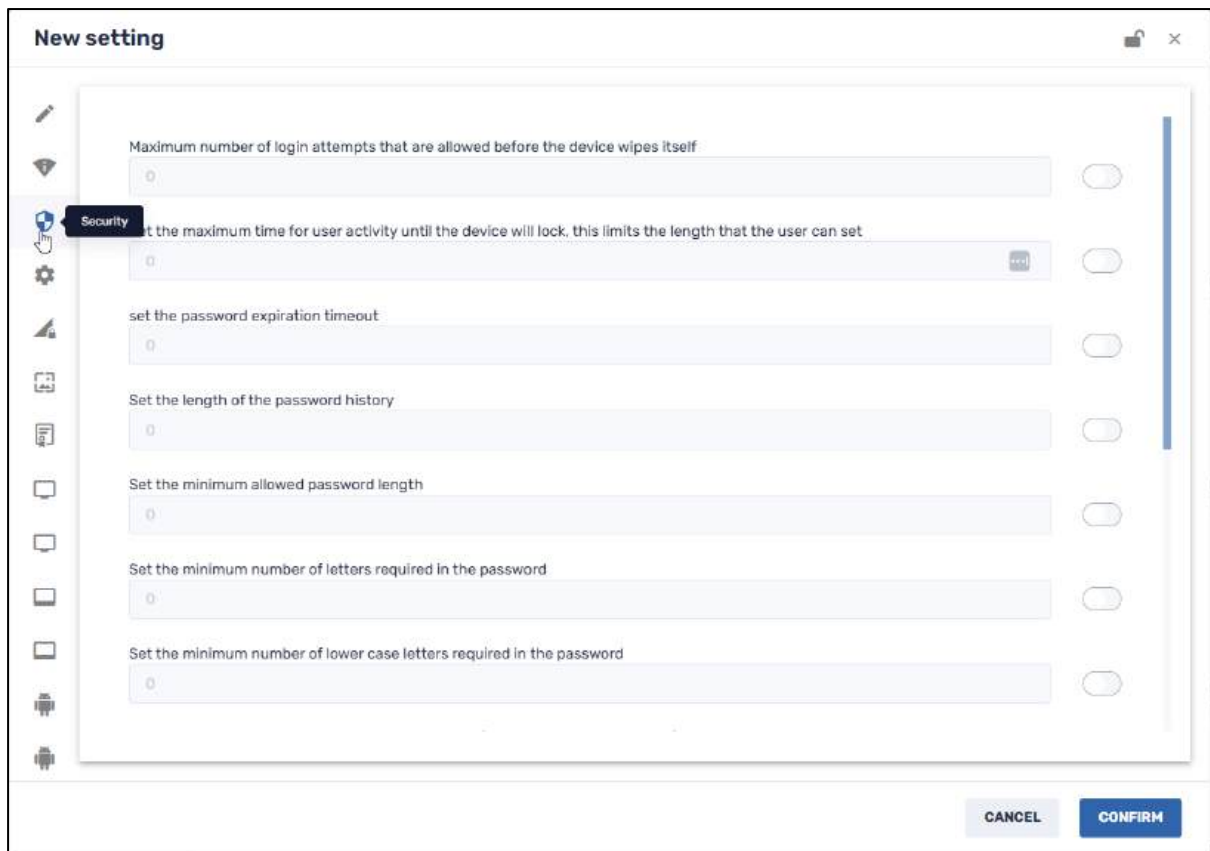 New setting
Maximum number of login attempts that are allowed before the device wipes itself
0
Security
t the maximum time for user activity until the device will lock, this limits the length that the user can set
0
set the password expiration timeout
0
Set the length of the password history
0
Set the minimum allowed password length
0
Set the minimum number of letters required in the password
0
Set the minimum number of lower case letters required in the password
0
CANCEL
CONFIRM